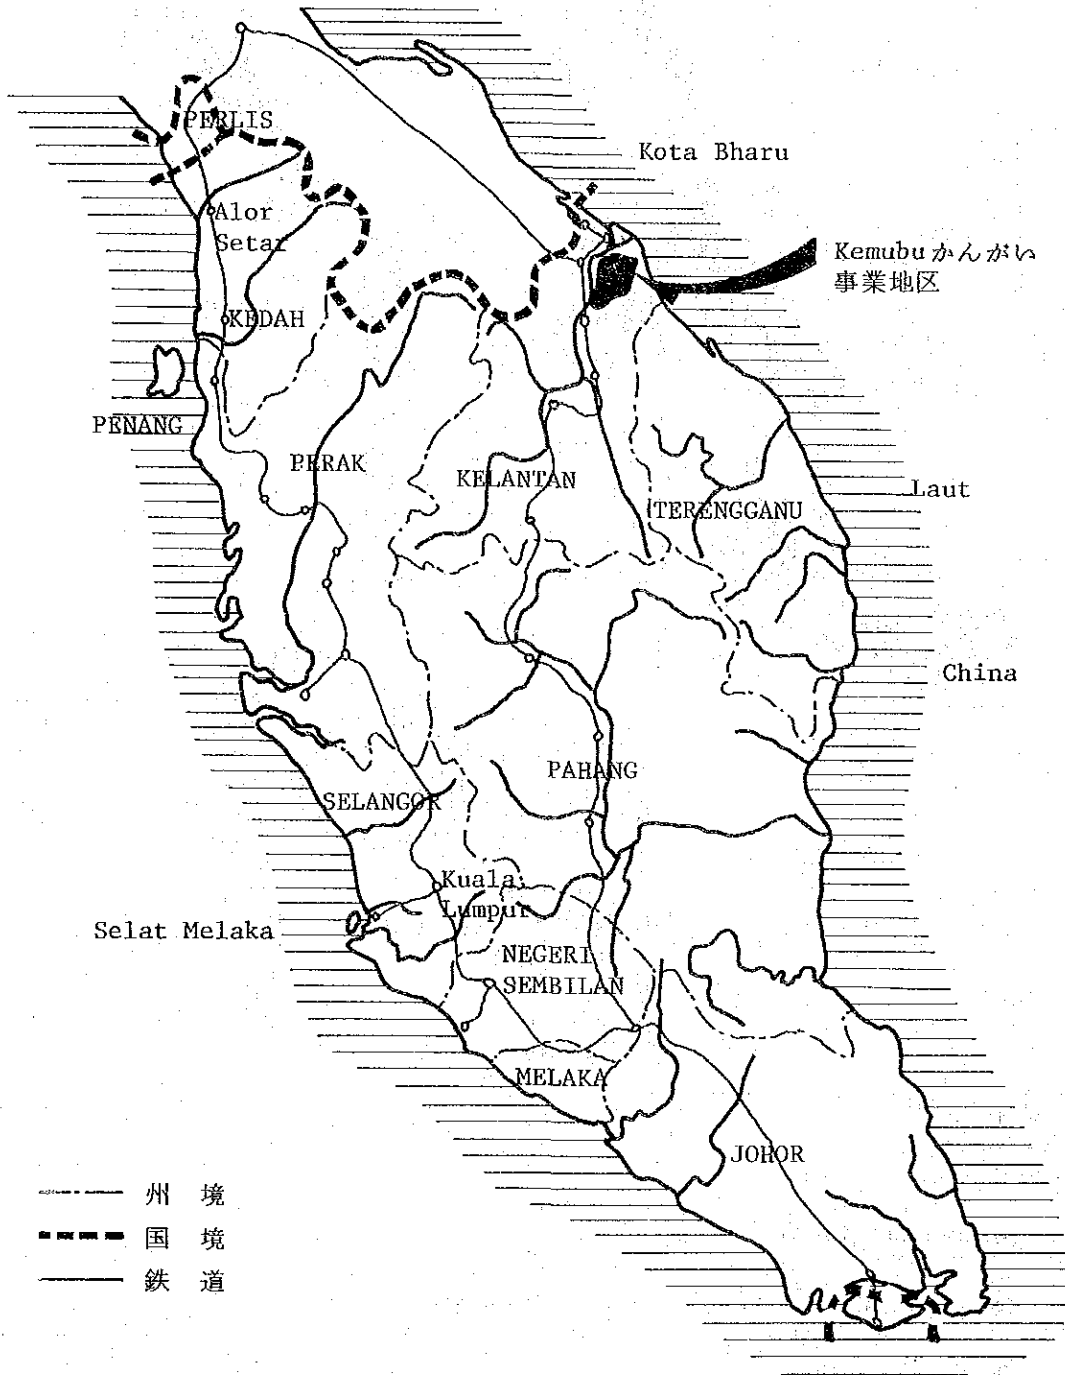 PERLIS
Kota Bharu
Alor
Setar
Kemubuかんがい
事業地区
KEDAH
PENANG
PERAK
KELANTAN
TERENGGANU
Laut
China
PAHANG
SELANGOR
Kuala
Lumpur
Selat Melaka
NEGERI
SEMBILAN
MELAKA
JOHOR
州 境
国 境
鉄 道